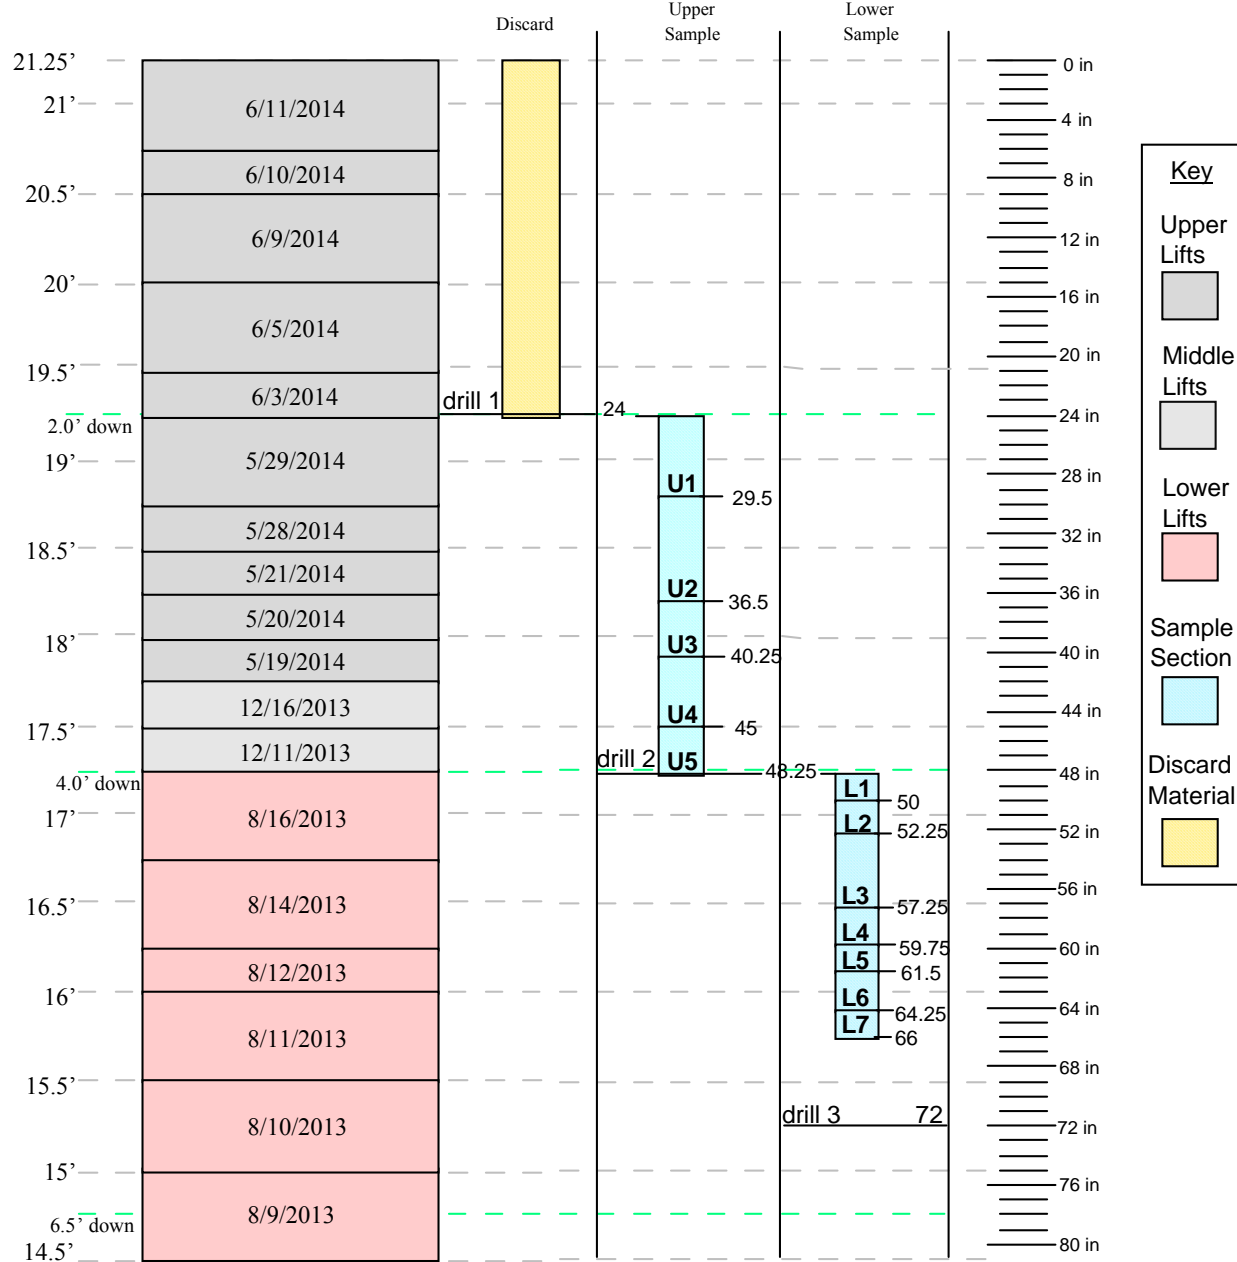 Discard
Upper
Sample
Lower
Sample
21.25’
21’
20.5’
20’
19.5’
2.0’ down
19’
18.5’
18’
17.5’
4.0’ down
17’
16.5’
16’
15.5’
15’
6.5’ down
14.5’
6/11/2014
6/10/2014
6/9/2014
6/5/2014
6/3/2014
5/29/2014
5/28/2014
5/21/2014
5/20/2014
5/19/2014
12/16/2013
12/11/2013
8/16/2013
8/14/2013
8/12/2013
8/11/2013
8/10/2013
8/9/2013
drill 1
24
U1
29.5
U2
36.5
U3
40.25
U4
45
drill 2
U5
48.25
L1
50
L2
52.25
L3
57.25
L4
59.75
L5
61.5
L6
64.25
L7
66
drill 3
72
0 in
4 in
8 in
12 in
16 in
20 in
24 in
28 in
32 in
36 in
40 in
44 in
48 in
52 in
56 in
60 in
64 in
68 in
72 in
76 in
80 in
Key
Upper
Lifts
Middle
Lifts
Lower
Lifts
Sample
Section
Discard
Material